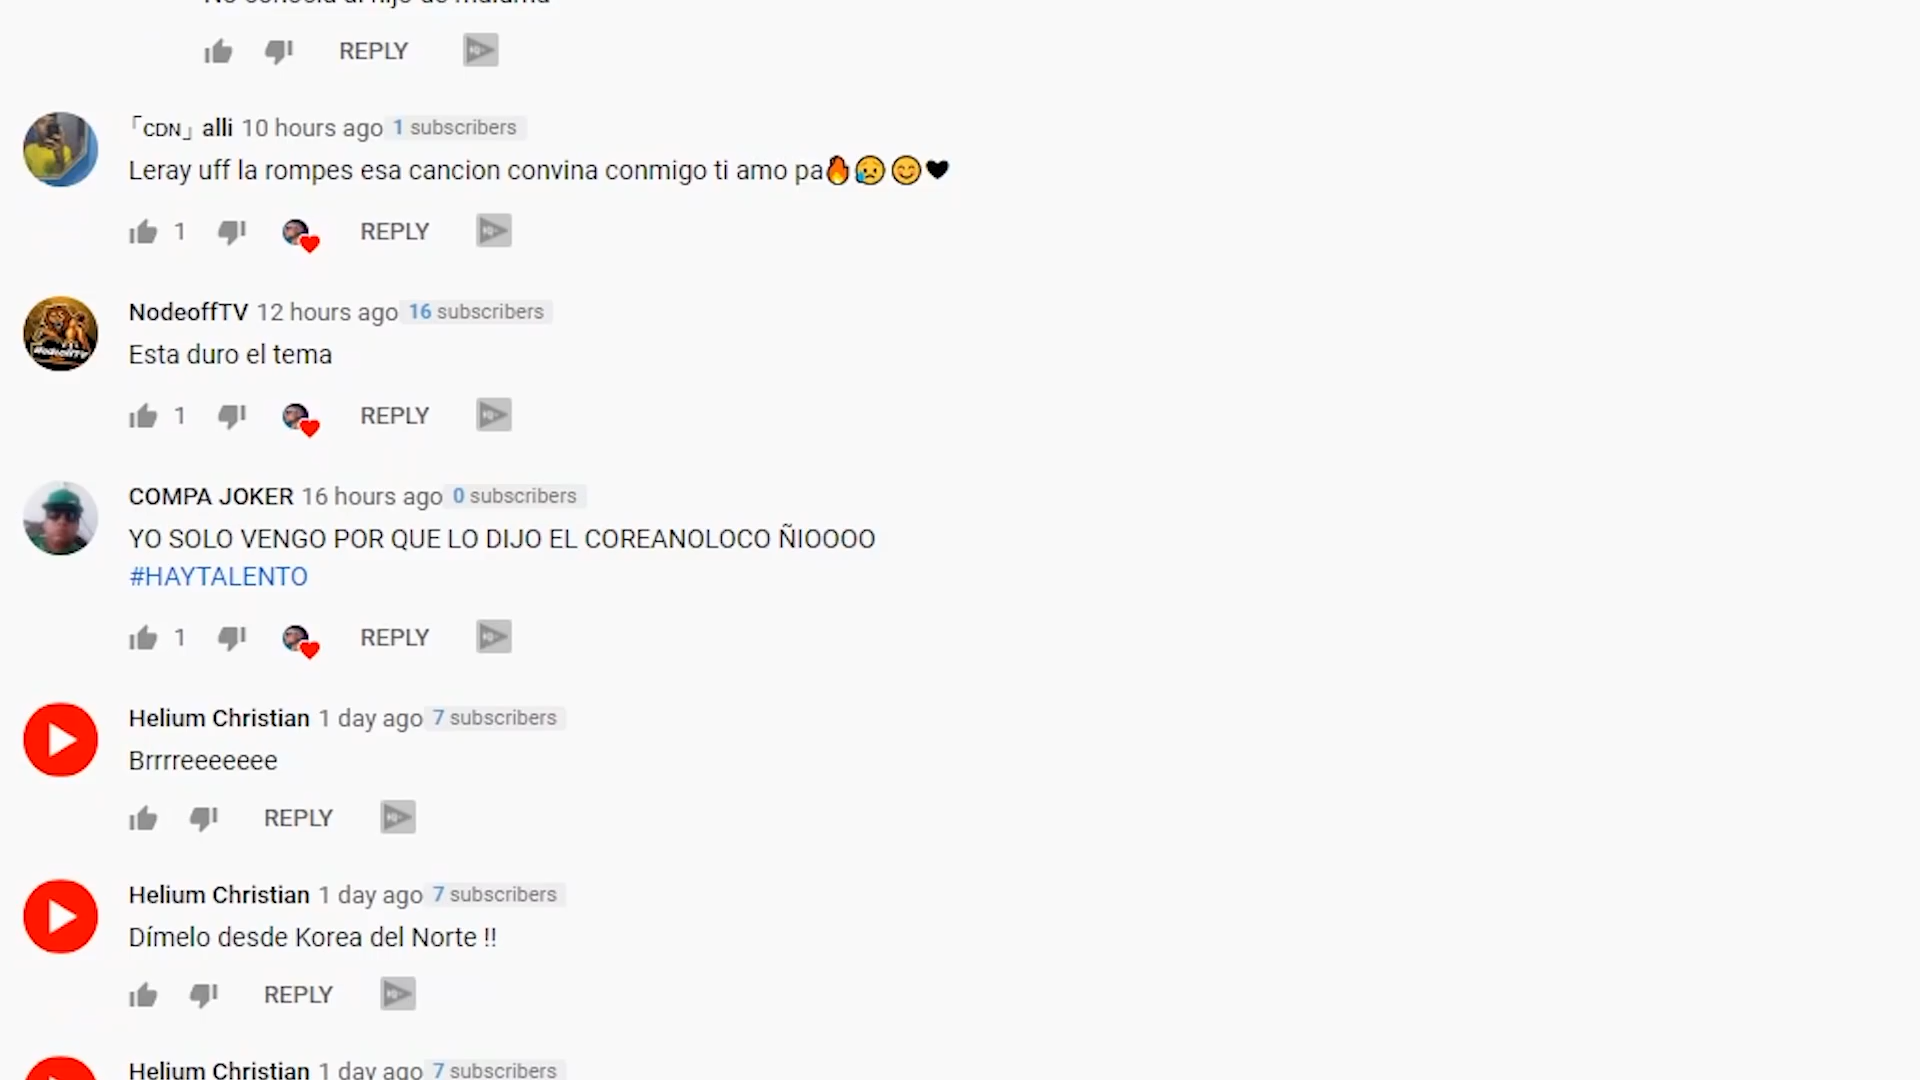 REPLY
「CDN」 alli 10 hours ago 1 subscribers
Leray uff la rompes esa cancion convina conmigo ti amo pa🔥😥😊🖤
1 REPLY
NodeoffTV 12 hours ago 16 subscribers
Esta duro el tema
1 REPLY
COMPA JOKER 16 hours ago 0 subscribers
YO SOLO VENGO POR QUE LO DIJO EL COREANOLOCO ÑIOOOO
#HAYTALENTO
1 REPLY
Helium Christian 1 day ago 7 subscribers
Brrrreeeeeee
REPLY
Helium Christian 1 day ago 7 subscribers
Dímelo desde Korea del Norte !!
REPLY
Helium Christian 1 day ago 7 subscribers